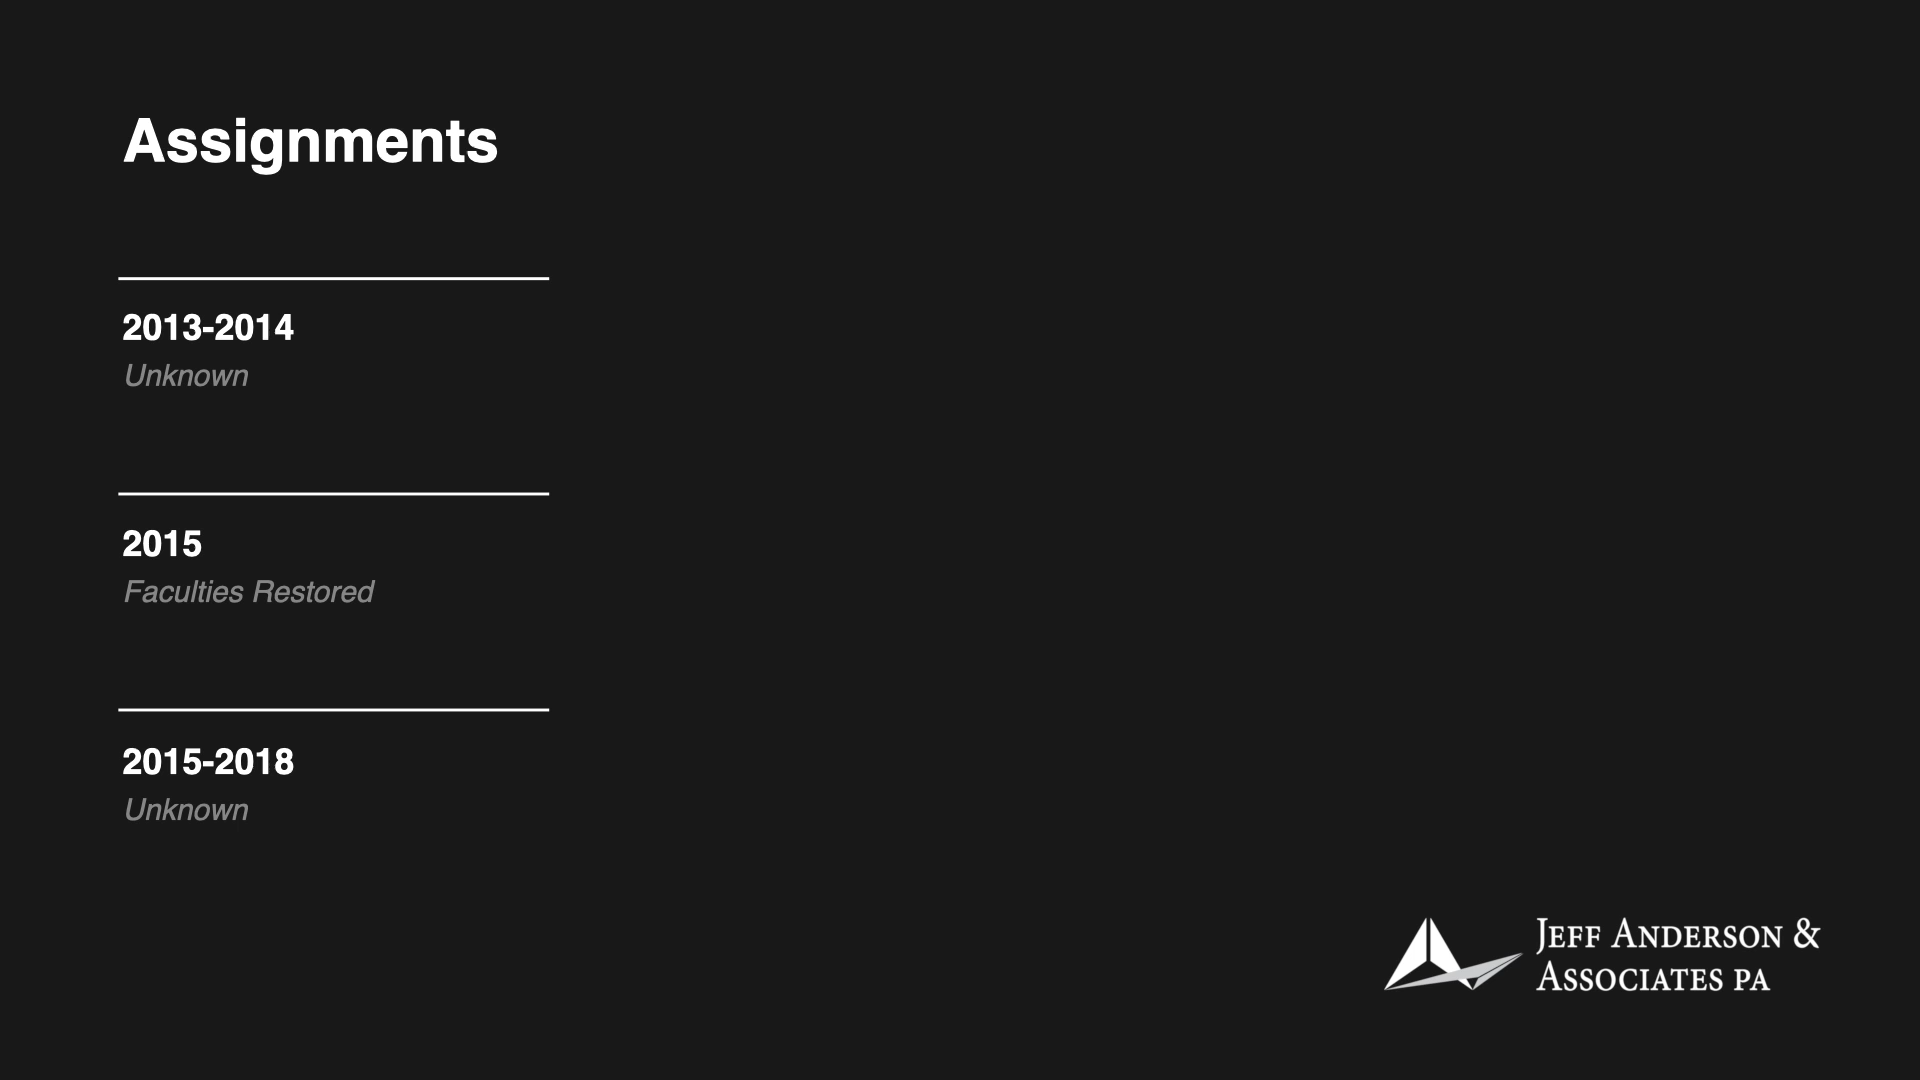 Assignments
2013-2014
Unknown
2015
Faculties Restored
2015-2018
Unknown
Jeff Anderson &
Associates PA